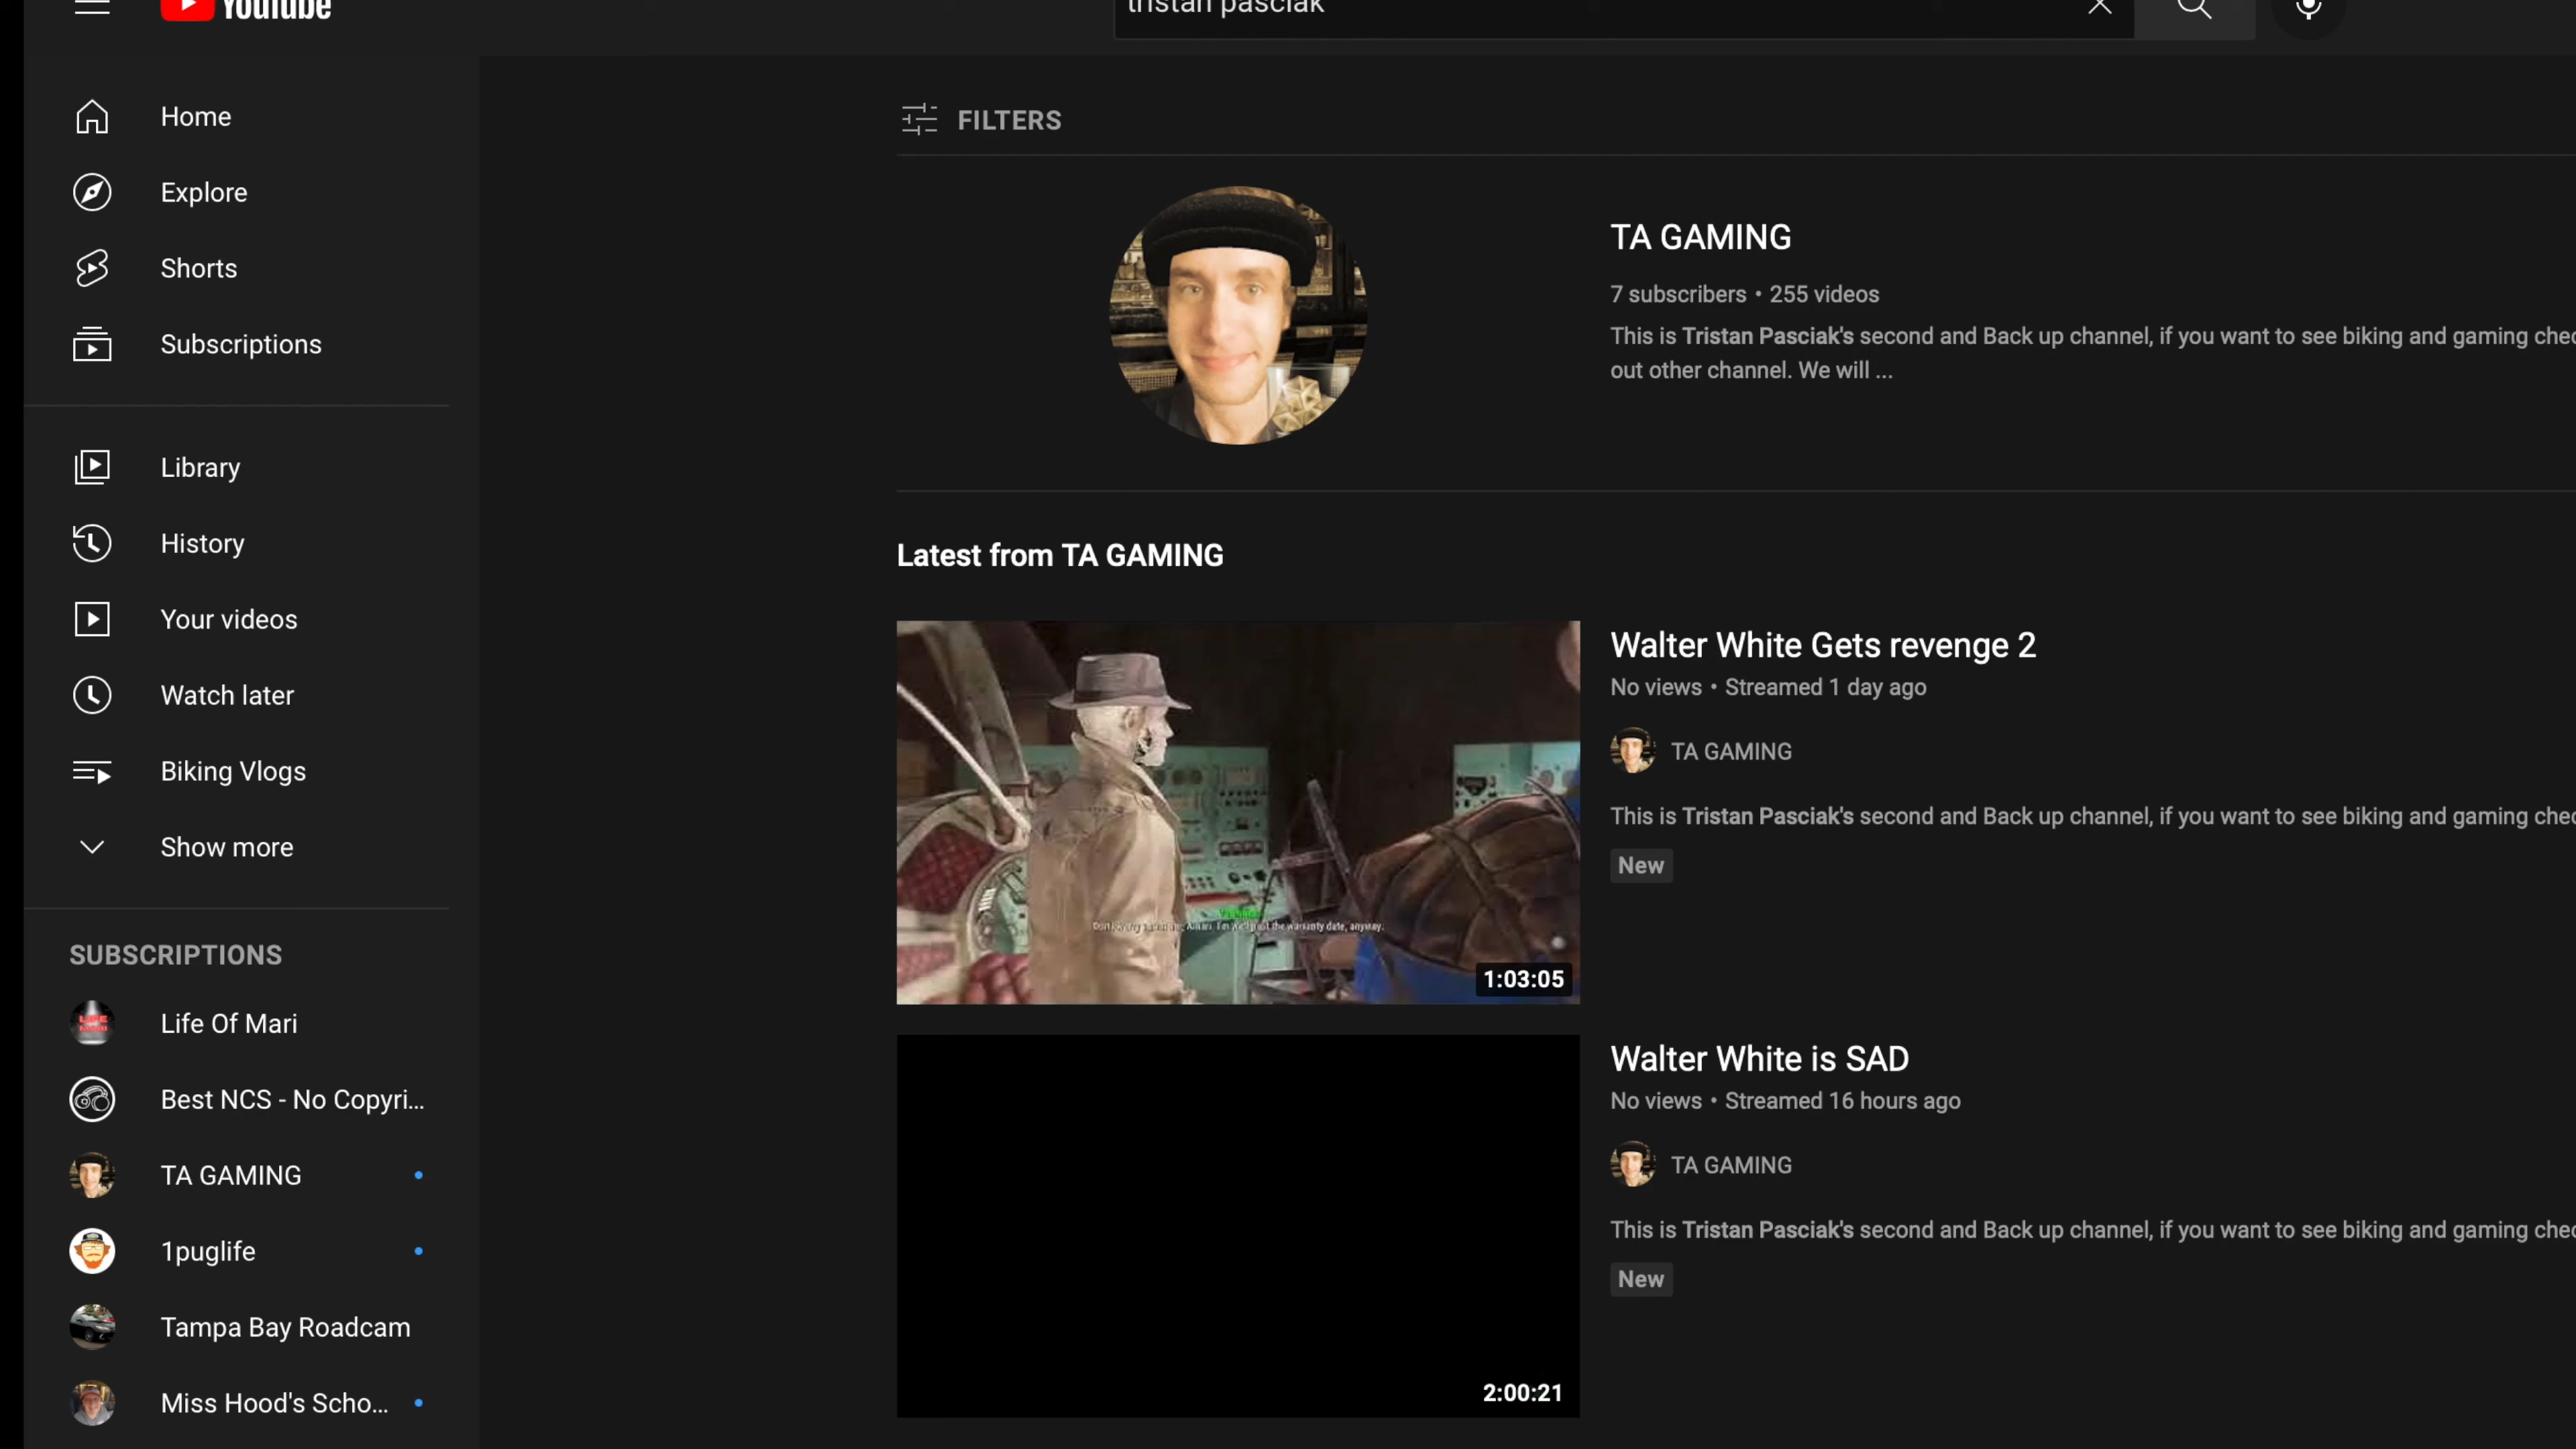 YouTube
tristan pasciak
Home
Explore
Shorts
Subscriptions
Library
History
Your videos
Watch later
Biking Vlogs
Show more
SUBSCRIPTIONS
Life Of Mari
Best NCS - No Copyri...
TA GAMING
1puglife
Tampa Bay Roadcam
Miss Hood's Scho...
FILTERS
TA GAMING
7 subscribers • 255 videos
This is Tristan Pasciak's second and Back up channel, if you want to see biking and gaming chec
out other channel. We will ...
Latest from TA GAMING
the warranty date, anyway.
1:03:05
Walter White Gets revenge 2
No views • Streamed 1 day ago
TA GAMING
This is Tristan Pasciak's second and Back up channel, if you want to see biking and gaming chec
New
2:00:21
Walter White is SAD
No views • Streamed 16 hours ago
TA GAMING
This is Tristan Pasciak's second and Back up channel, if you want to see biking and gaming chec
New